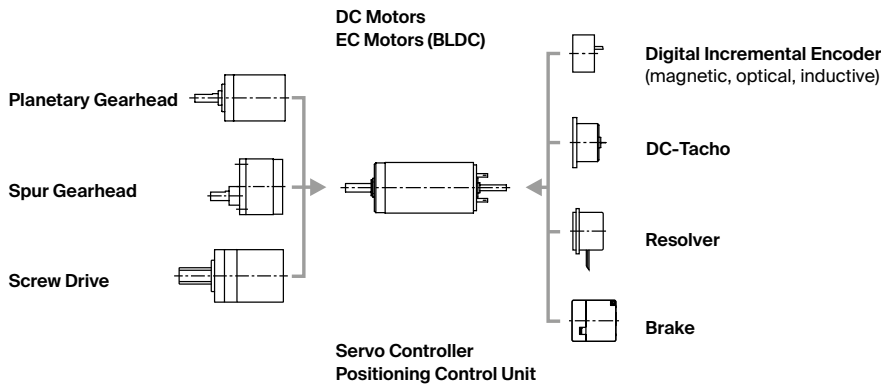 DC Motors
EC Motors (BLDC)
Planetary Gearhead
Spur Gearhead
Screw Drive
Digital Incremental Encoder
(magnetic, optical, inductive)
DC-Tacho
Resolver
Brake
Servo Controller
Positioning Control Unit